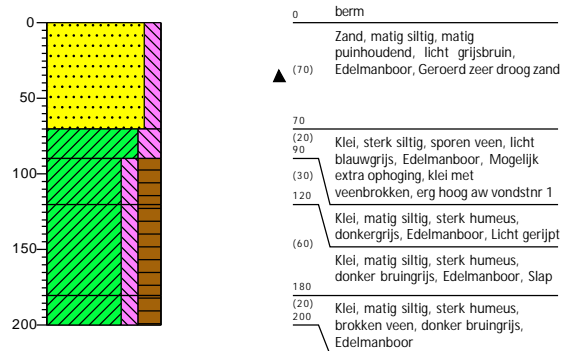 0
50
100
150
200
0 berm
Zand, matig siltig, matig
puinhoudend, licht grijsbruin,
(70) Edelmanboor, Geroerd zeer droog zand
70
(20) Klei, sterk siltig, sporen veen, licht
90 blauwgrijs, Edelmanboor, Mogelijk
(30) extra ophoging, klei met
veenbrokken, erg hoog aw vondstnr 1
120
Klei, matig siltig, sterk humeus,
donkergrijs, Edelmanboor, Licht gerijpt
(60)
Klei, matig siltig, sterk humeus,
donker bruingrijs, Edelmanboor, Slap
180
(20) Klei, matig siltig, sterk humeus,
200 brokken veen, donker bruingrijs,
Edelmanboor